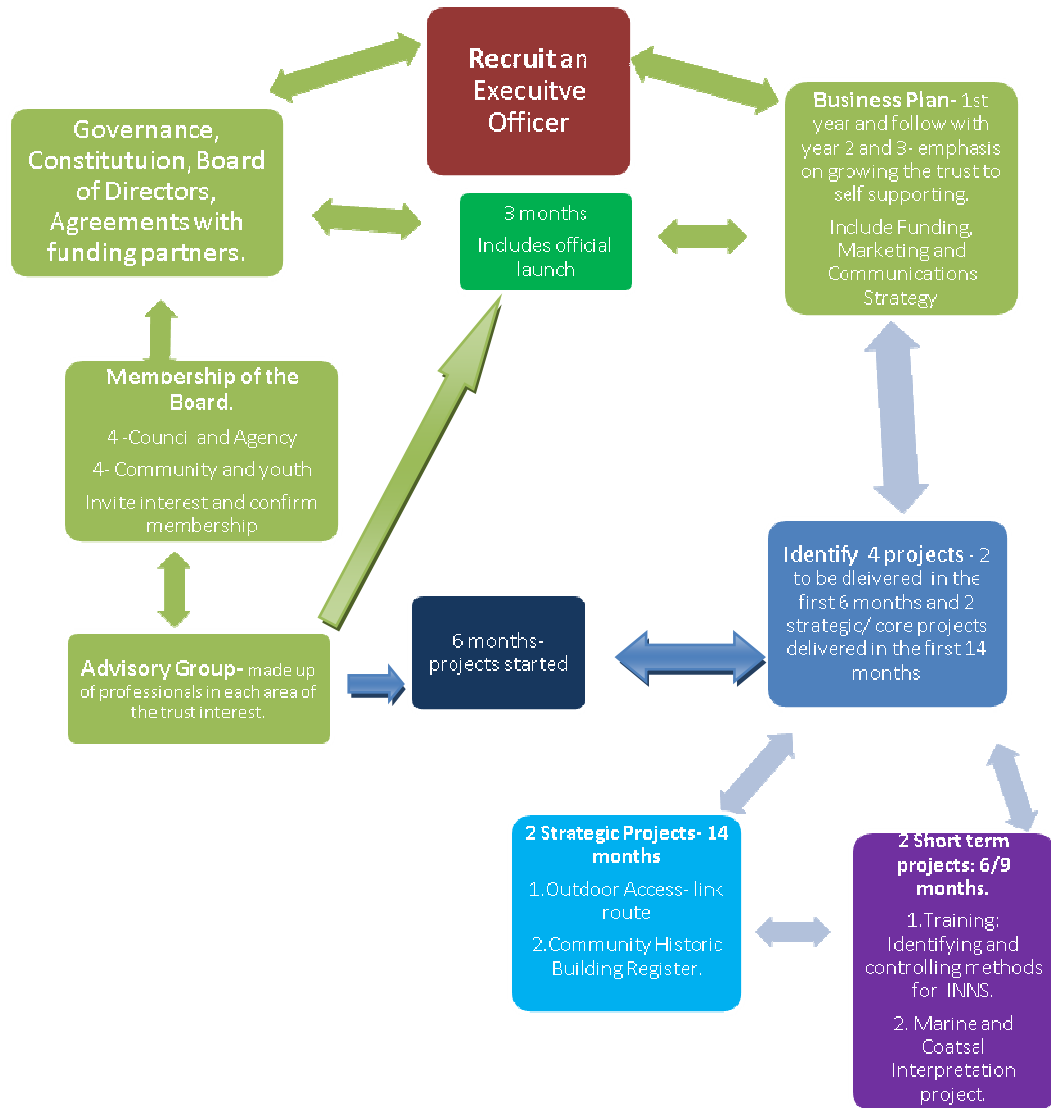 Recruit an
Execuitve
Officer
Governance,
Constitutuion, Board
of Directors,
Agreements with
funding partners.
3 months
Includes official
launch
Business Plan- 1st
year and follow with
year 2 and 3- emphasis
on growing the trust to
self supporting.
Include Funding,
Marketing and
Communications
Strategy
Membership of the
Board.
4 -Council and Agency
4- Community and youth
Invite interest and confirm
membership
Advisory Group- made up
of professionals in each area of
the trust interest.
6 months-
projects started
Identify 4 projects - 2
to be dleivered in the
first 6 months and 2
strategic/ core projects
delivered in the first 14
months
2 Strategic Projects- 14
months
1.Outdoor Access- link
route
2.Community Historic
Building Register.
2 Short term
projects: 6/9
months.
1.Training:
Identifying and
controlling methods
for INNS.
2. Marine and
Coatsal
Interpretation
project.